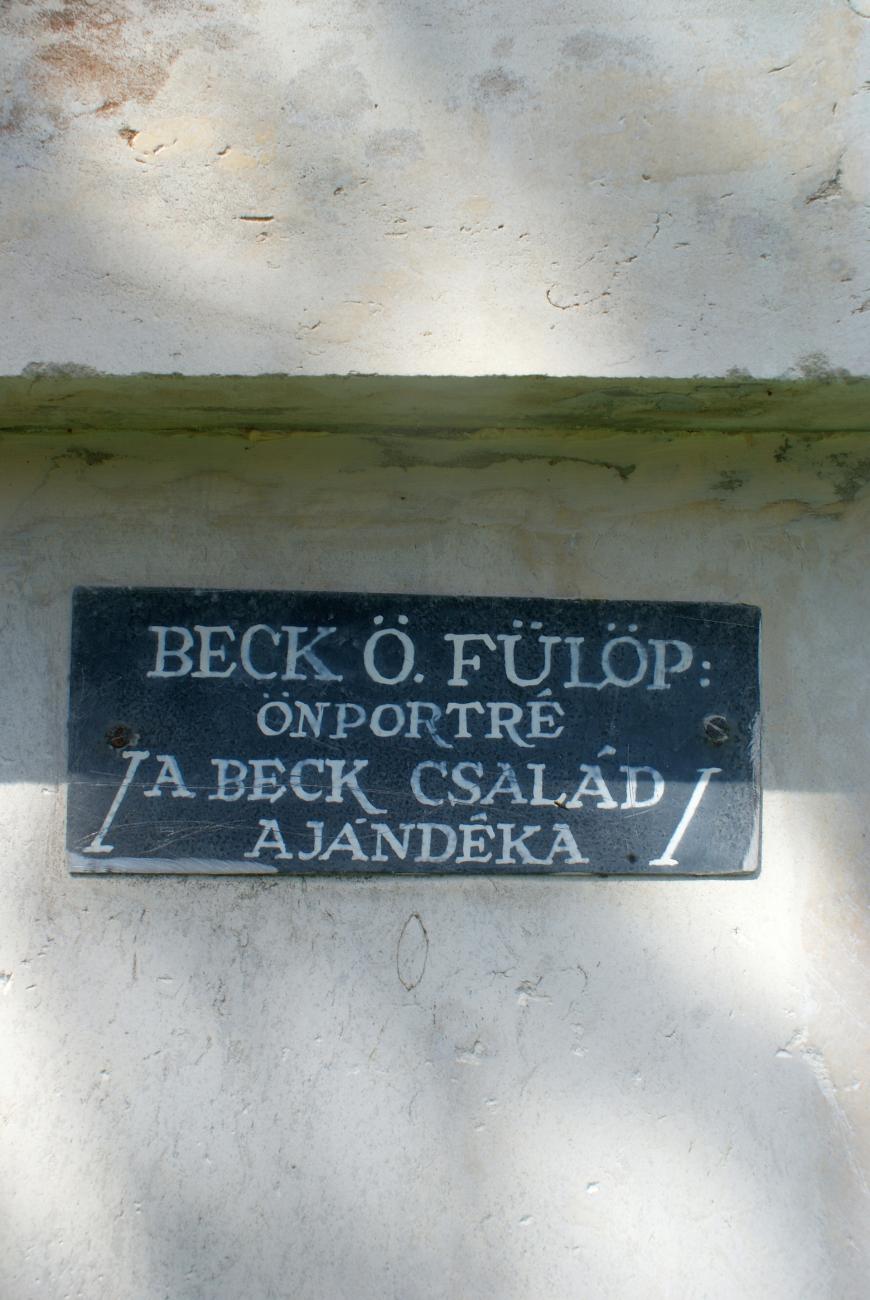 BECK Ö. FÜLÖP:
ÖNPORTRÉ
/A BECK CSALÁD/
AJÁNDÉKA